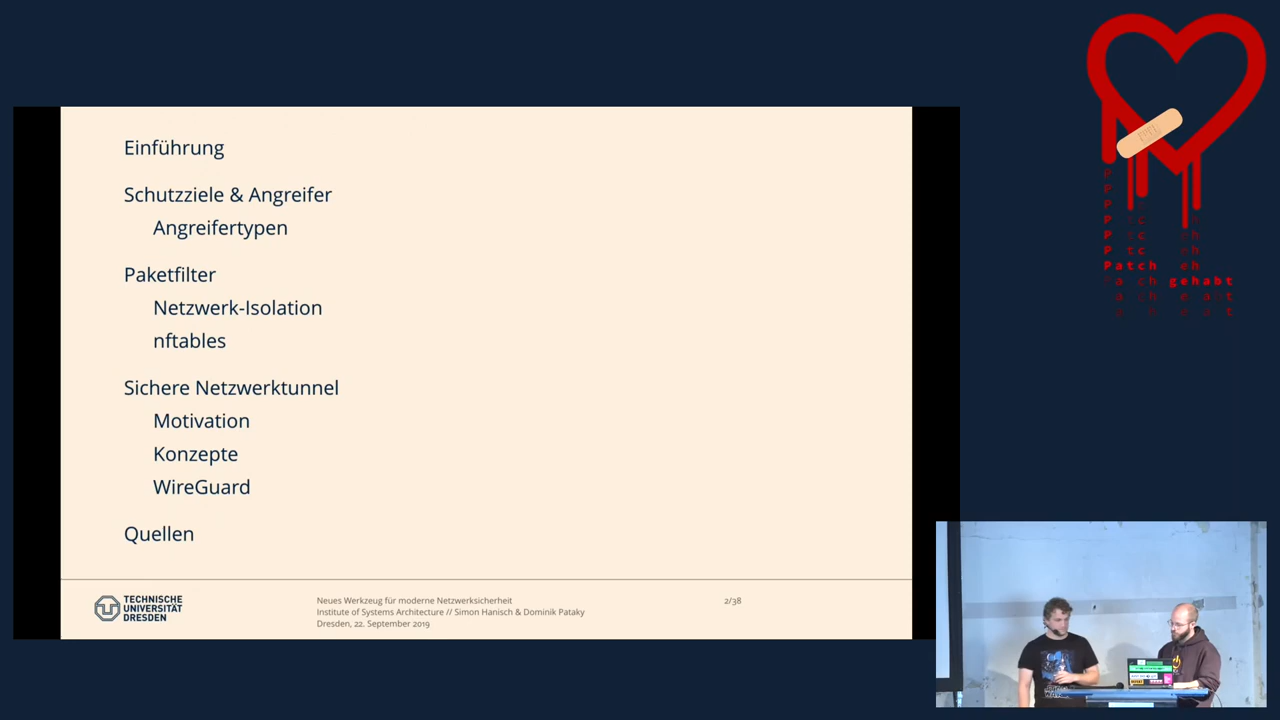 Einführung
Schutzziele & Angreifer
Angreifertypen
Paketfilter
Netzwerk-Isolation
nftables
Sichere Netzwerktunnel
Motivation
Konzepte
WireGuard
Quellen
TECHNISCHE
UNIVERSITÄT
DRESDEN
Neues Werkzeug für moderne Netzwerksicherheit
Institute of Systems Architecture // Simon Hanisch & Dominik Pataky
Dresden, 22. September 2019
2/38
Patch
gehabt